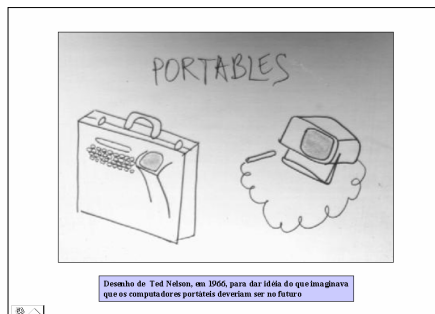 PORTABLES
Desenho de Ted Nelson, em 1966, para dar idéia do que imaginava
que os computadores portáteis deveriam ser no futuro